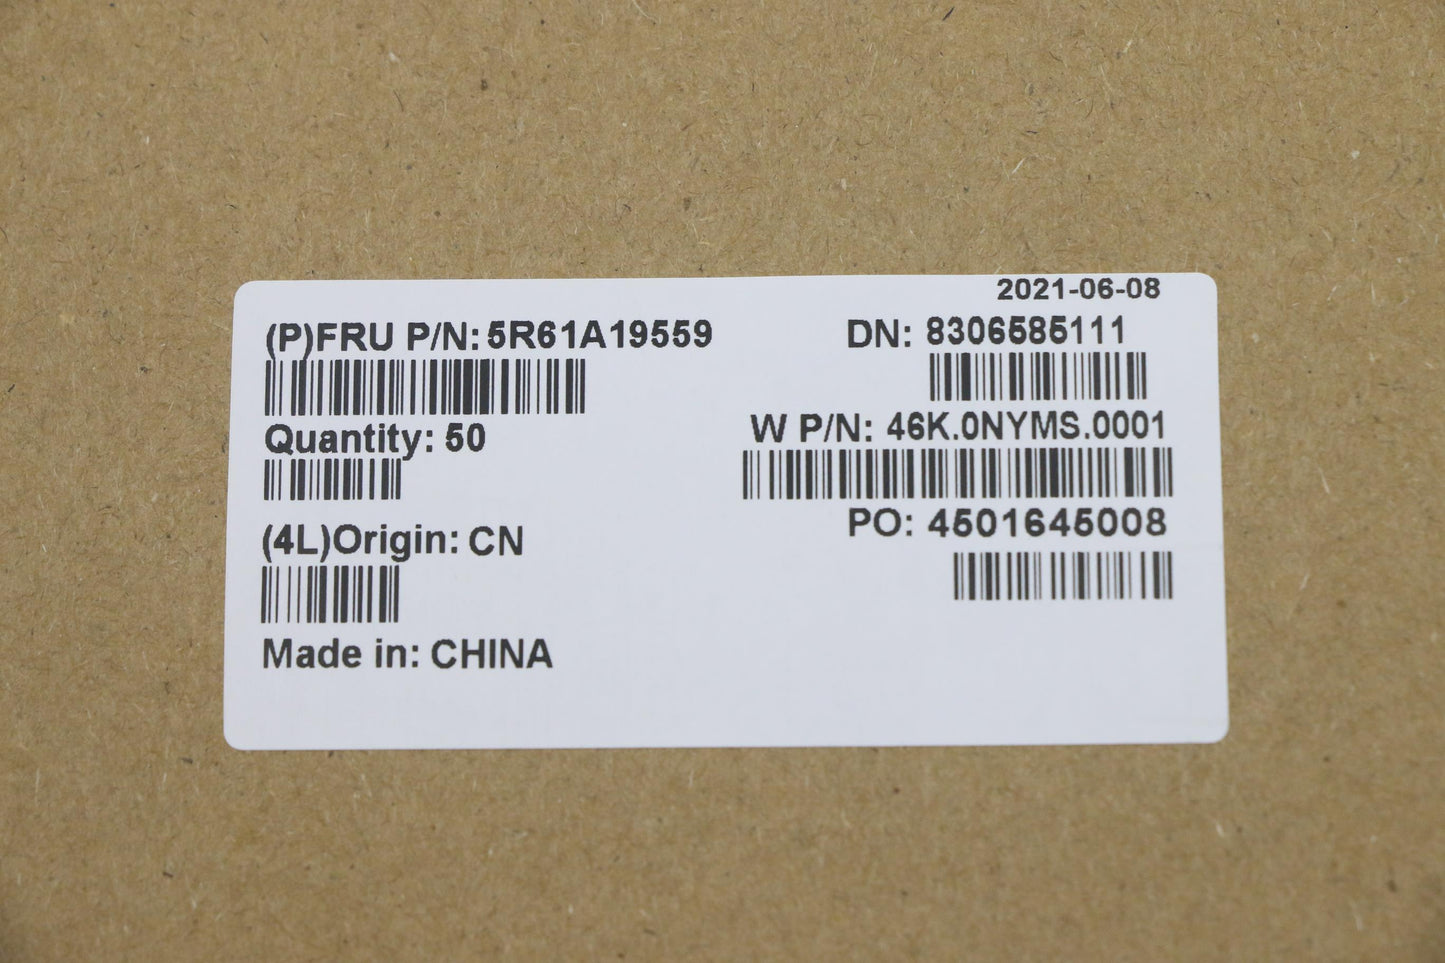 2021-06-08
(P)FRU P/N: 5R61A19559
DN: 8306585111
Quantity: 50
W P/N: 46K.0NYMS.0001
(4L)Origin: CN
PO: 4501645008
Made in: CHINA